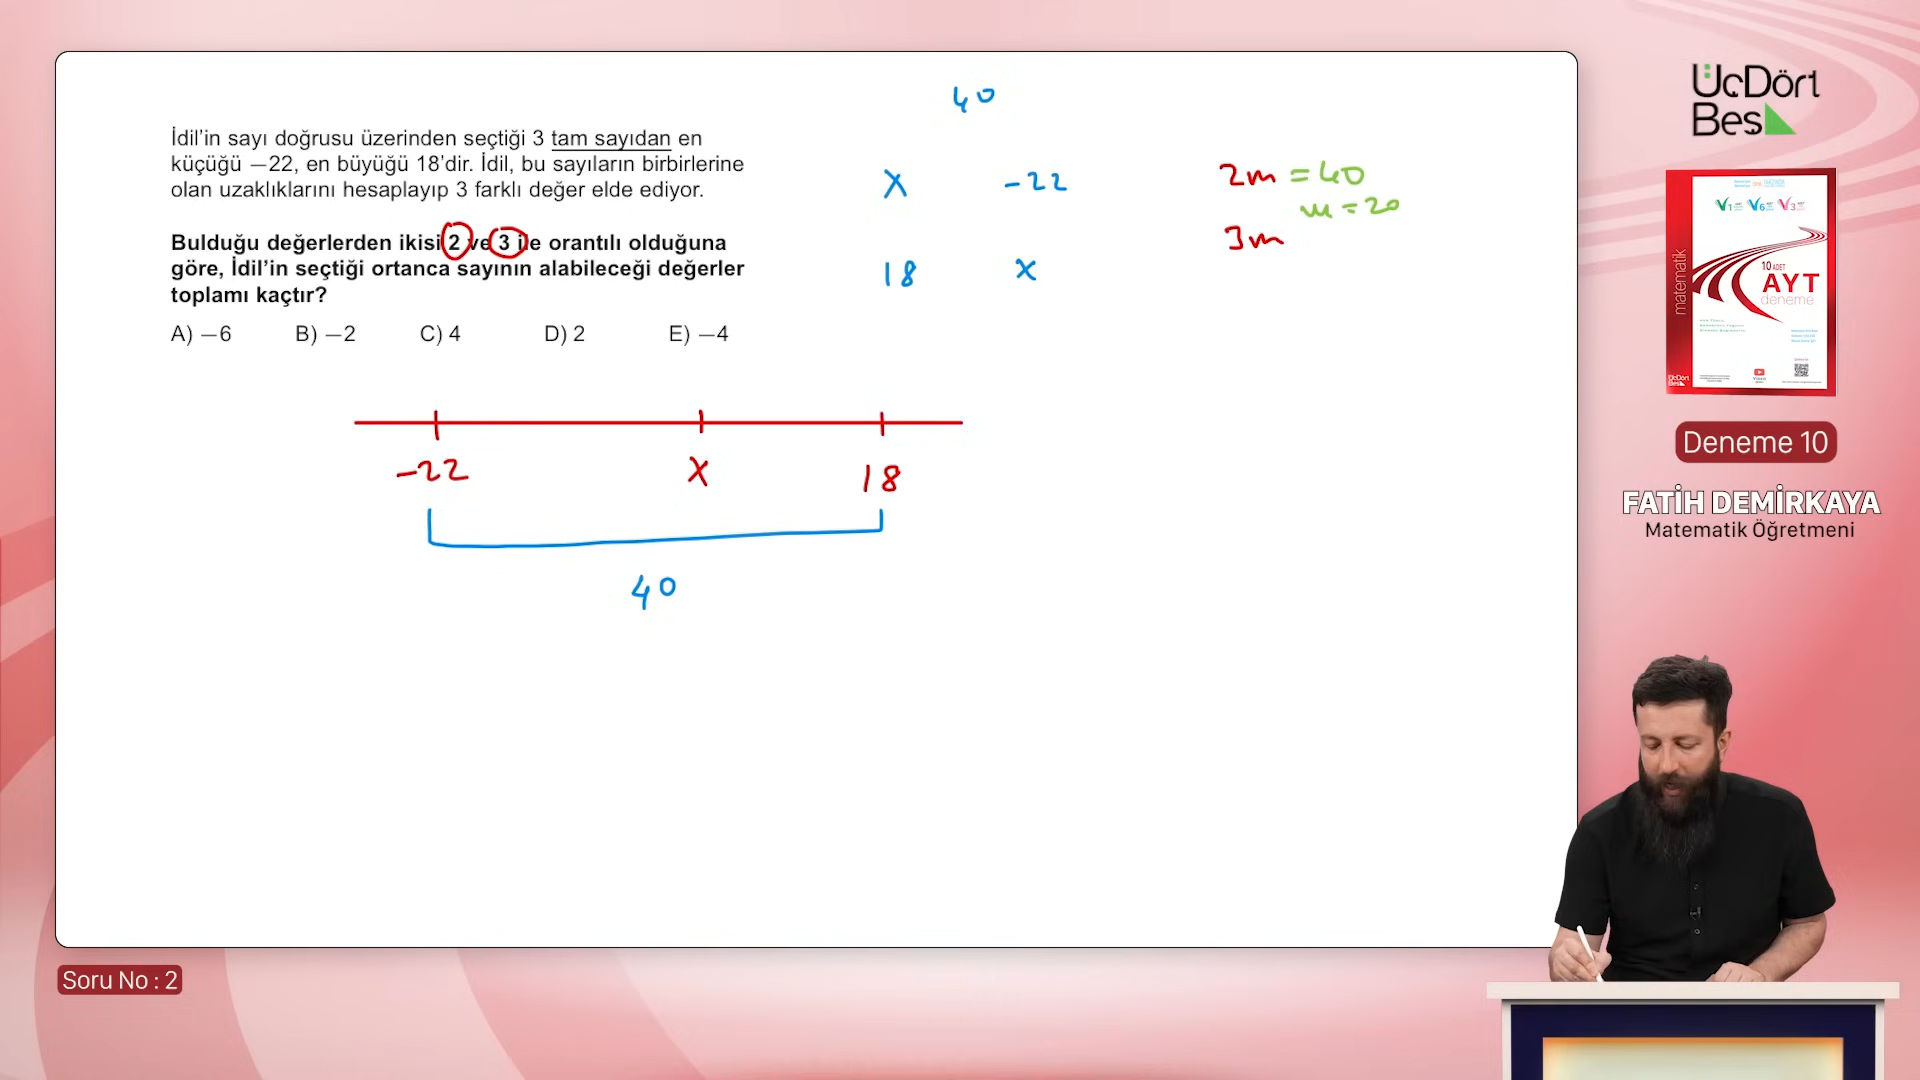 İdil'in sayı doğrusu üzerinden seçtiği 3 tam sayıdan en
küçüğü —22, en büyüğü 18'dir. İdil, bu sayıların birbirlerine
olan uzaklıklarını hesaplayıp 3 farklı değer elde ediyor.
Bulduğu değerlerden ikisi 2 ve 3 ile orantılı olduğuna
göre, İdil'in seçtiği ortanca sayının alabileceği değerler
toplamı kaçtır?
A) —6 B) —2 C) 4 D) 2 E) —4
-22 x 18
40
40
x -22
18 x
2m = 40
m = 20
3m
ÜçDört
Beş
matematik
10 ADET
AYT
deneme
Deneme 10
FATİH DEMİRKAYA
Matematik Öğretmeni
Soru No : 2